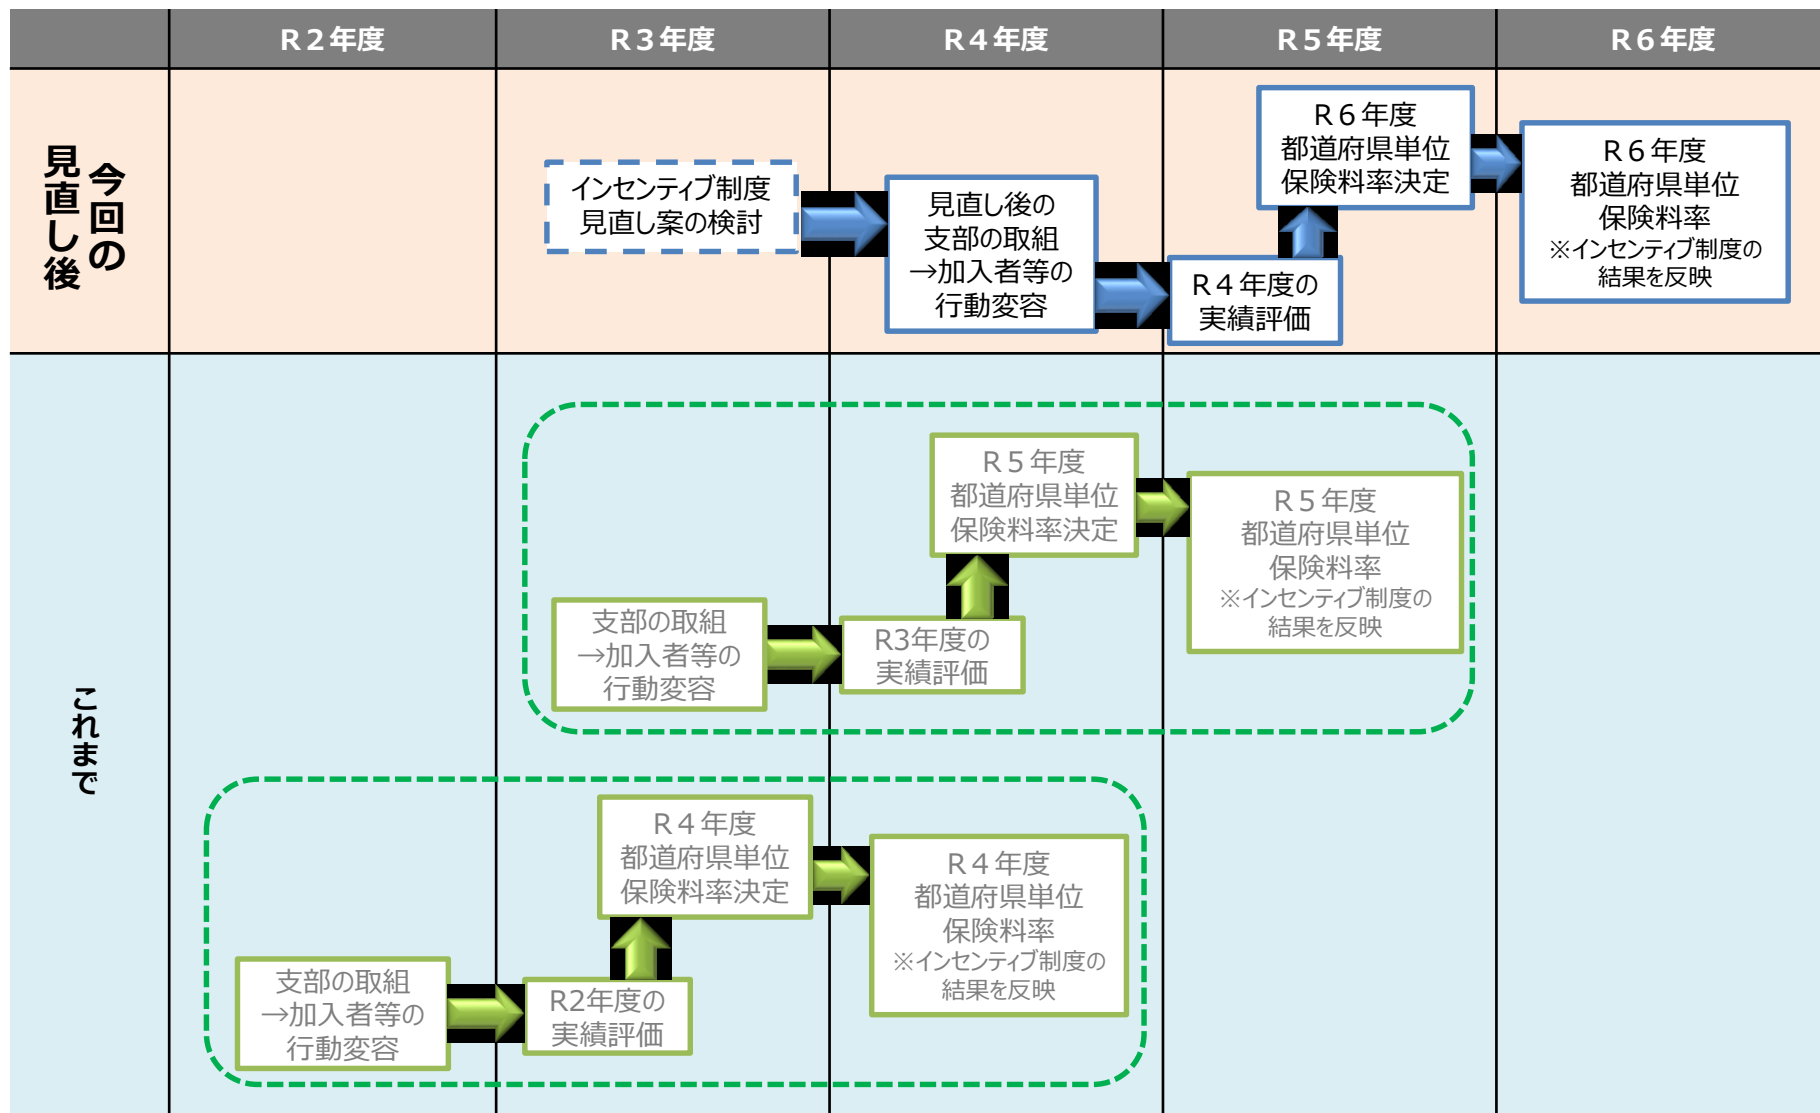 R２年度
R３年度
R４年度
R５年度
R６年度
今回の
見直し後
インセンティブ制度
見直し案の検討
見直し後の
支部の取組
→加入者等の
行動変容
R４年度の
実績評価
R６年度
都道府県単位
保険料率決定
R６年度
都道府県単位
保険料率
※インセンティブ制度の
結果を反映
これまで
支部の取組
→加入者等の
行動変容
R3年度の
実績評価
R５年度
都道府県単位
保険料率決定
R５年度
都道府県単位
保険料率
※インセンティブ制度の
結果を反映
支部の取組
→加入者等の
行動変容
R2年度の
実績評価
R４年度
都道府県単位
保険料率決定
R４年度
都道府県単位
保険料率
※インセンティブ制度の
結果を反映